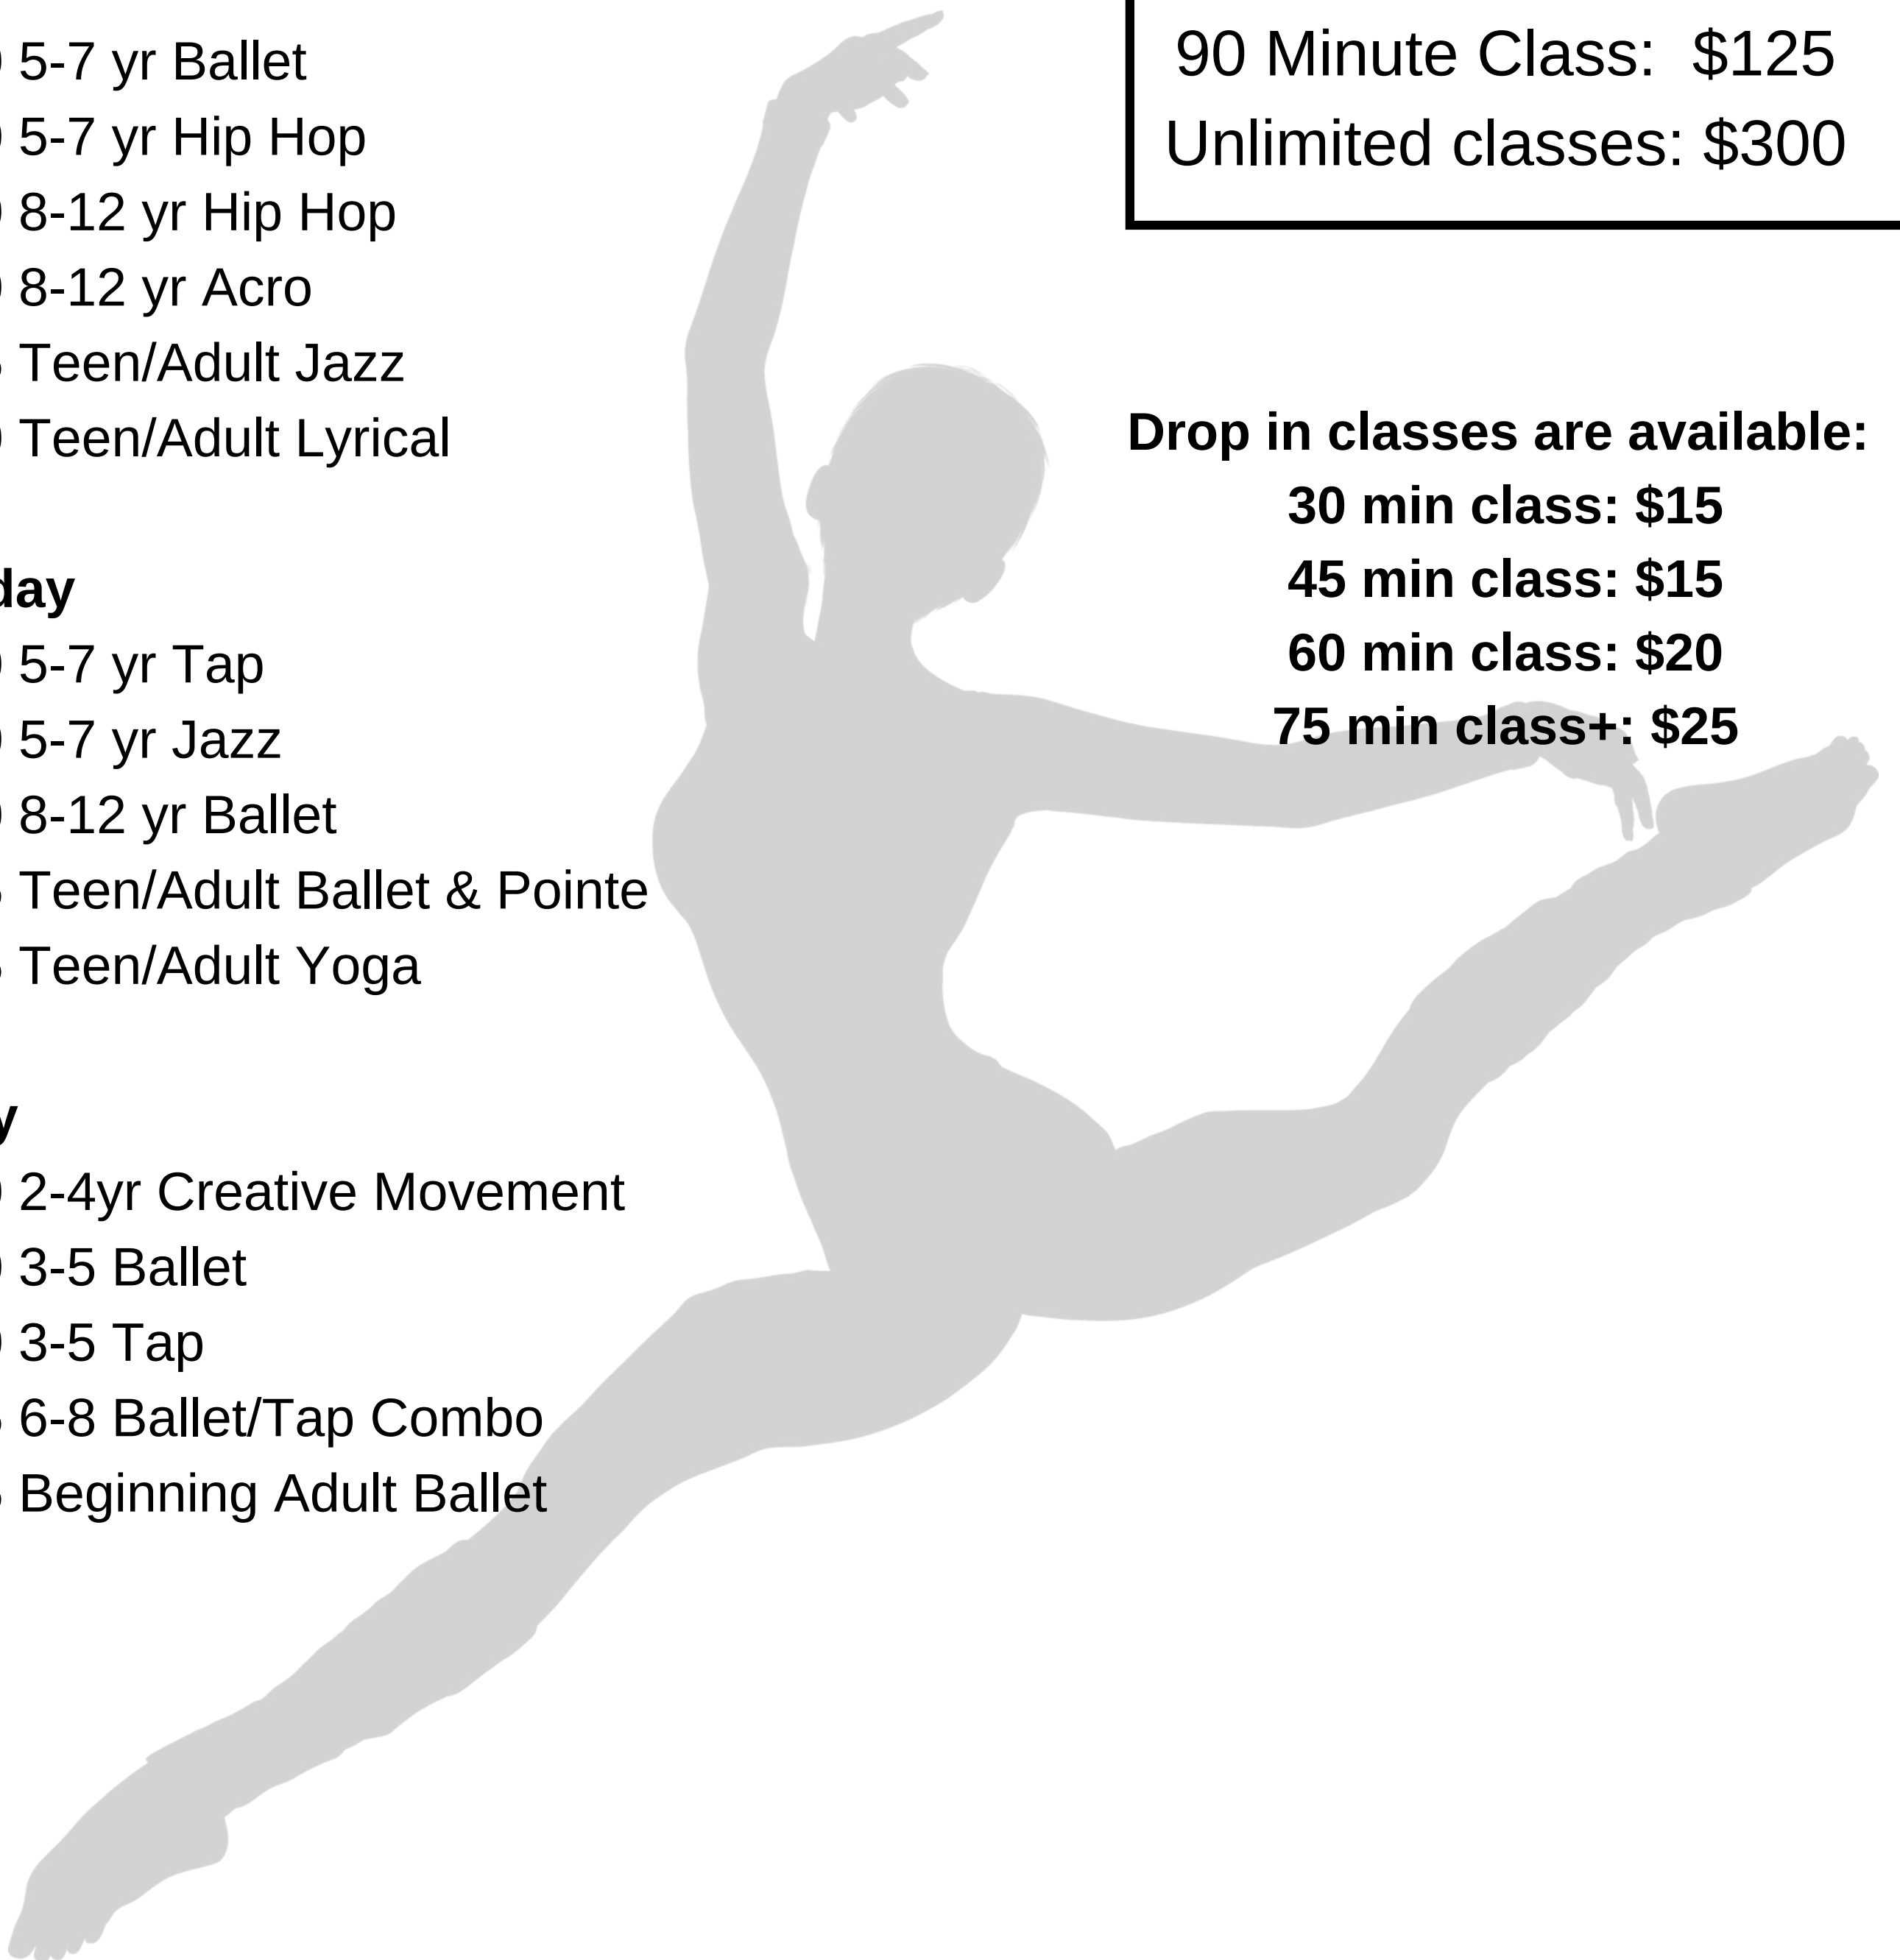 5-7 yr Ballet
5-7 yr Hip Hop
8-12 yr Hip Hop
8-12 yr Acro
Teen/Adult Jazz
Teen/Adult Lyrical
day
5-7 yr Tap
5-7 yr Jazz
8-12 yr Ballet
Teen/Adult Ballet & Pointe
Teen/Adult Yoga
y
2-4yr Creative Movement
3-5 Ballet
3-5 Tap
6-8 Ballet/Tap Combo
Beginning Adult Ballet
90 Minute Class: $125
Unlimited classes: $300
Drop in classes are available:
30 min class: $15
45 min class: $15
60 min class: $20
75 min class+: $25